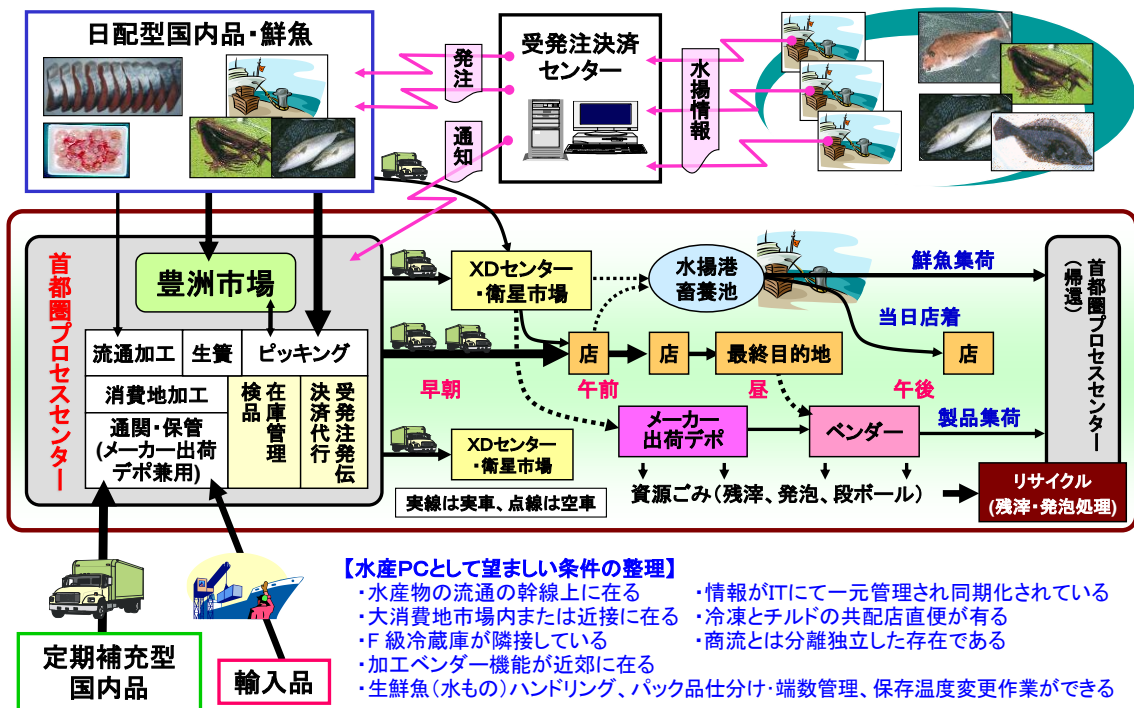 日配型国内品・鮮魚
発注
通知
受発注決済
センター
水揚情報
首都圏プロセスセンター
豊洲市場
流通加工
生簀
ピッキング
消費地加工
通関・保管
(メーカー出荷
デポ兼用)
検品
在庫管理
決済代行
受発注発伝
XDセンター
・衛星市場
水揚港
畜養池
鮮魚集荷
当日店着
店
店
最終目的地
店
早朝
午前
昼
午後
メーカー
出荷デポ
ベンダー
製品集荷
XDセンター
・衛星市場
実線は実車、点線は空車
資源ごみ(残滓、発泡、段ボール)
首都圏プロセスセンター
(帰還)
リサイクル
(残滓・発泡処理)
定期補充型
国内品
輸入品
【水産PCとして望ましい条件の整理】
・水産物の流通の幹線上に在る
・大消費地市場内または近接に在る
・F 級冷蔵庫が隣接している
・加工ベンダー機能が近郊に在る
・生鮮魚(水もの)ハンドリング、パック品仕分け・端数管理、保存温度変更作業ができる
・情報がITにて一元管理され同期化されている
・冷凍とチルドの共配店直便が有る
・商流とは分離独立した存在である